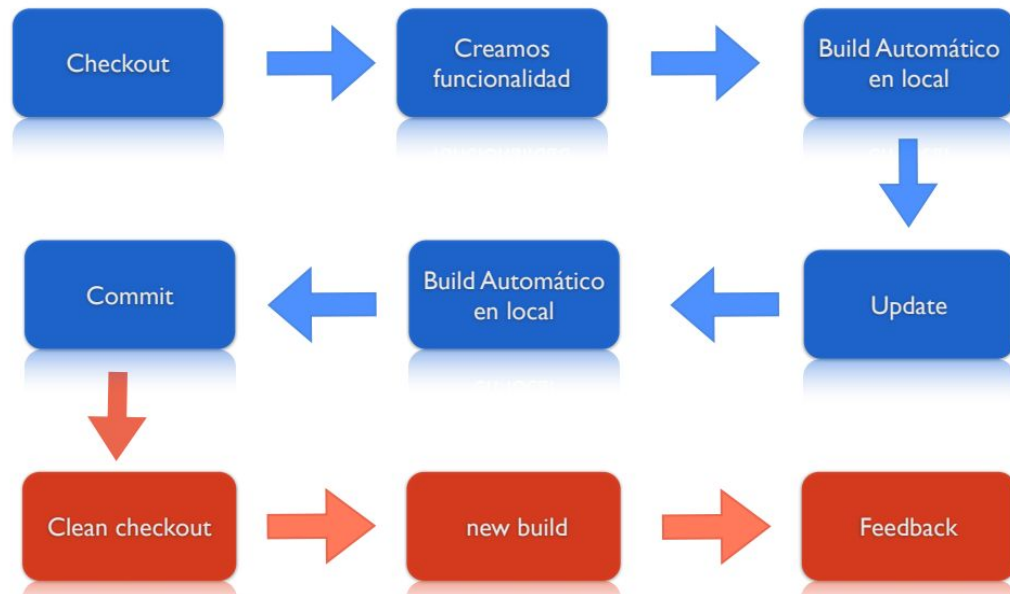 Checkout
Creamos
funcionalidad
Build Automático
en local
Update
Build Automático
en local
Commit
Clean checkout
new build
Feedback